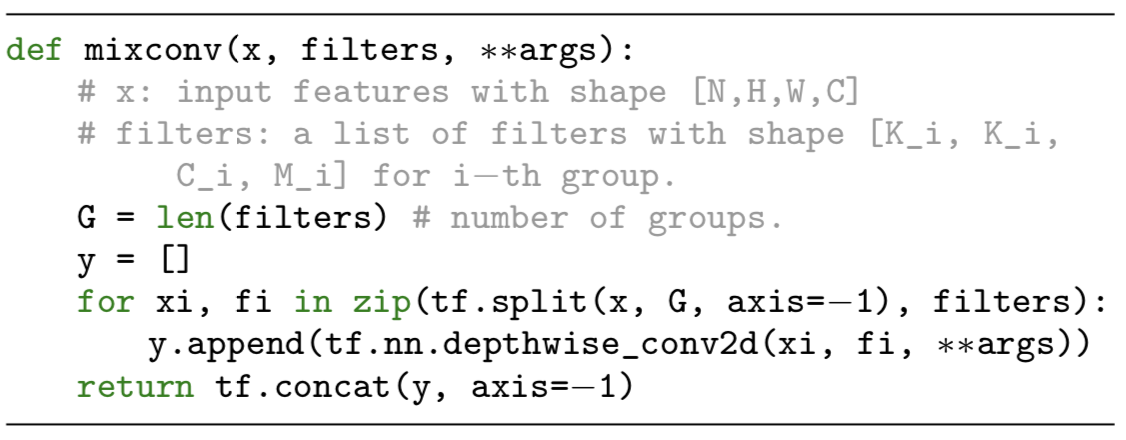 def mixconv(x, filters, **args):
    # x: input features with shape [N,H,W,C]
    # filters: a list of filters with shape [K_i, K_i,
        C_i, M_i] for i−th group.
    G = len(filters) # number of groups.
    y = []
    for xi, fi in zip(tf.split(x, G, axis=−1), filters):
        y.append(tf.nn.depthwise_conv2d(xi, fi, **args))
    return tf.concat(y, axis=−1)